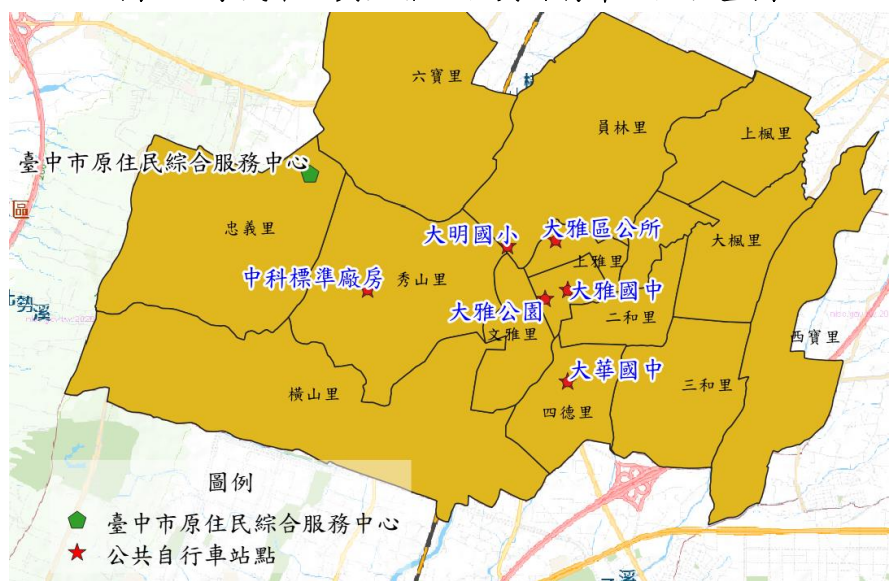 六寶里
員林里
上楓里
臺中市原住民綜合服務中心
區
忠義里
大明國小
大雅區公所
大楓里
上雅里
中科標準廠房
秀山里
大雅國中
大雅公園
二和里
文雅里
西寶里
勢溪
橫山里
大華國中
三和里
四德里
圖例
臺中市原住民綜合服務中心
公共自行車站點